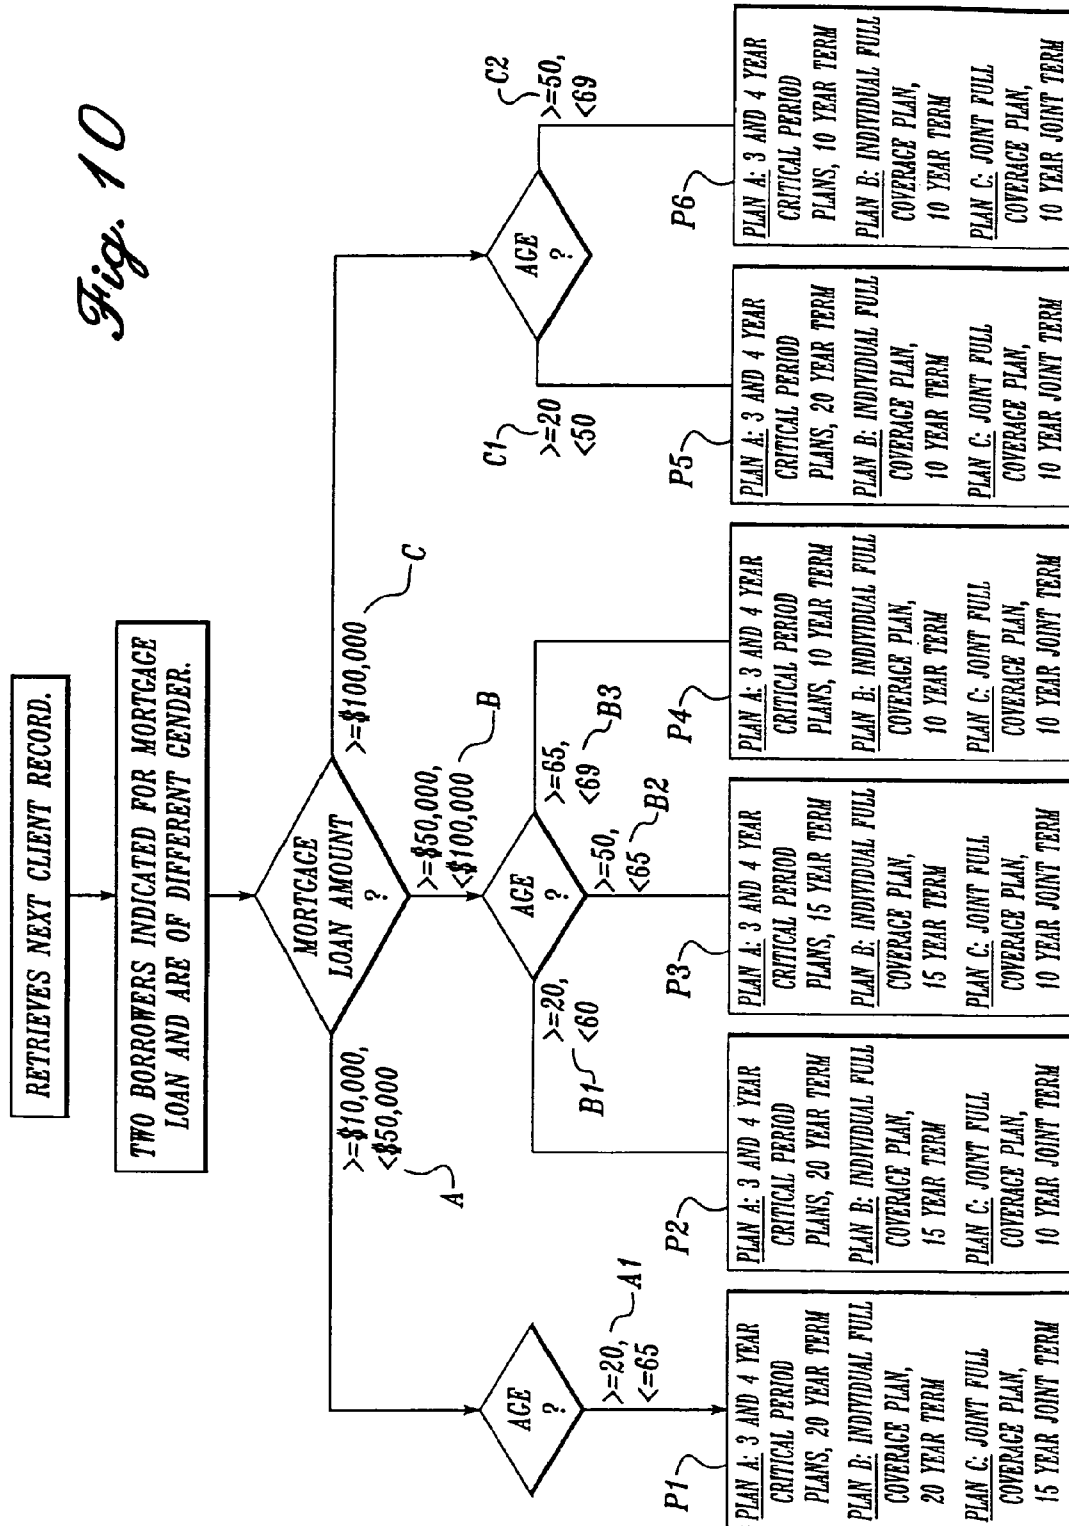 Fig. 10
RETRIEVES NEXT CLIENT RECORD.
TWO BORROWERS INDICATED FOR MORTGAGE
LOAN AND ARE OF DIFFERENT GENDER.
MORTGAGE
LOAN AMOUNT
?
>=$10,000,
<$50,000
A
>=$50,000,
<$100,000
B
>=$100,000
C
AGE
?
>=20,
<=65
A1
AGE
?
>=20,
<60
B1
>=50,
<65
B2
>=65,
<69
B3
AGE
?
C1
>=20
<50
C2
>=50,
<69
P1
PLAN A: 3 AND 4 YEAR
CRITICAL PERIOD
PLANS, 20 YEAR TERM
PLAN B: INDIVIDUAL FULL
COVERAGE PLAN,
20 YEAR TERM
PLAN C: JOINT FULL
COVERAGE PLAN,
15 YEAR JOINT TERM
P2
PLAN A: 3 AND 4 YEAR
CRITICAL PERIOD
PLANS, 20 YEAR TERM
PLAN B: INDIVIDUAL FULL
COVERAGE PLAN,
15 YEAR TERM
PLAN C: JOINT FULL
COVERAGE PLAN,
10 YEAR JOINT TERM
P3
PLAN A: 3 AND 4 YEAR
CRITICAL PERIOD
PLANS, 15 YEAR TERM
PLAN B: INDIVIDUAL FULL
COVERAGE PLAN,
15 YEAR TERM
PLAN C: JOINT FULL
COVERAGE PLAN,
10 YEAR JOINT TERM
P4
PLAN A: 3 AND 4 YEAR
CRITICAL PERIOD
PLANS, 10 YEAR TERM
PLAN B: INDIVIDUAL FULL
COVERAGE PLAN,
10 YEAR TERM
PLAN C: JOINT FULL
COVERAGE PLAN,
10 YEAR JOINT TERM
P5
PLAN A: 3 AND 4 YEAR
CRITICAL PERIOD
PLANS, 20 YEAR TERM
PLAN B: INDIVIDUAL FULL
COVERAGE PLAN,
10 YEAR TERM
PLAN C: JOINT FULL
COVERAGE PLAN,
10 YEAR JOINT TERM
P6
PLAN A: 3 AND 4 YEAR
CRITICAL PERIOD
PLANS, 10 YEAR TERM
PLAN B: INDIVIDUAL FULL
COVERAGE PLAN,
10 YEAR TERM
PLAN C: JOINT FULL
COVERAGE PLAN,
10 YEAR JOINT TERM